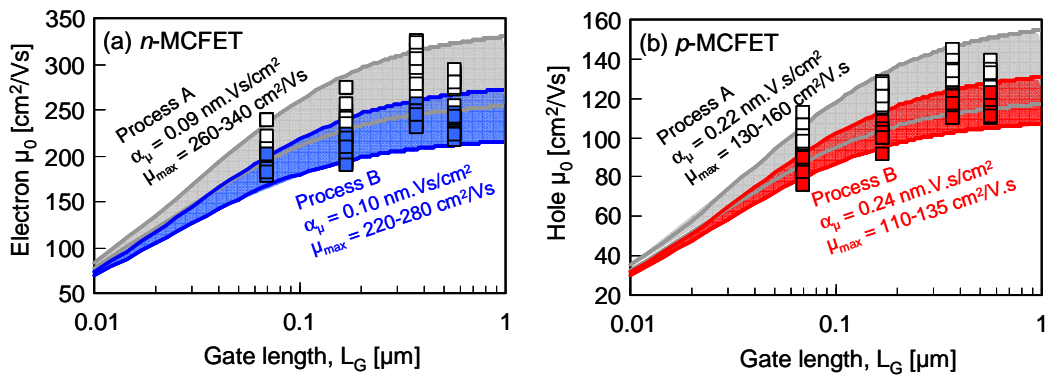 (a) n-MCFET
Electron μ0 [cm²/Vs]
350
300
250
200
150
100
50
Process A
αμ = 0.09 nm.Vs/cm²
μmax = 260-340 cm²/Vs
Process B
αμ = 0.10 nm.Vs/cm²
μmax = 220-280 cm²/Vs
0.01
0.1
1
Gate length, LG [μm]
(b) p-MCFET
Hole μ0 [cm²/Vs]
160
140
120
100
80
60
40
20
Process A
αμ = 0.22 nm.V.s/cm²
μmax = 130-160 cm²/V.s
Process B
αμ = 0.24 nm.V.s/cm²
μmax = 110-135 cm²/V.s
0.01
0.1
1
Gate length, LG [μm]